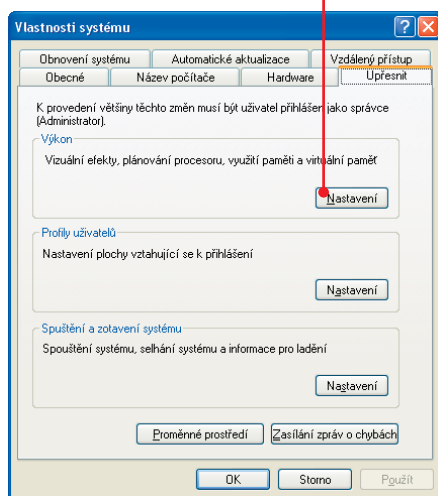 Vlastnosti systému
Obnovení systému Automatické aktualizace Vzdálený přístup
Obecné Název počítače Hardware Upřesnit
K provedení většiny těchto změn musí být uživatel přihlášen jako správce
(Administrator).
Výkon
Vizuální efekty, plánování procesoru, využití paměti a virtuální paměť
Nastavení
Profily uživatelů
Nastavení plochy vztahující se k přihlášení
Nastavení
Spuštění a zotavení systému
Spouštění systému, selhání systému a informace pro ladění
Nastavení
Proměnné prostředí Zasílání zpráv o chybách
OK Storno Použít